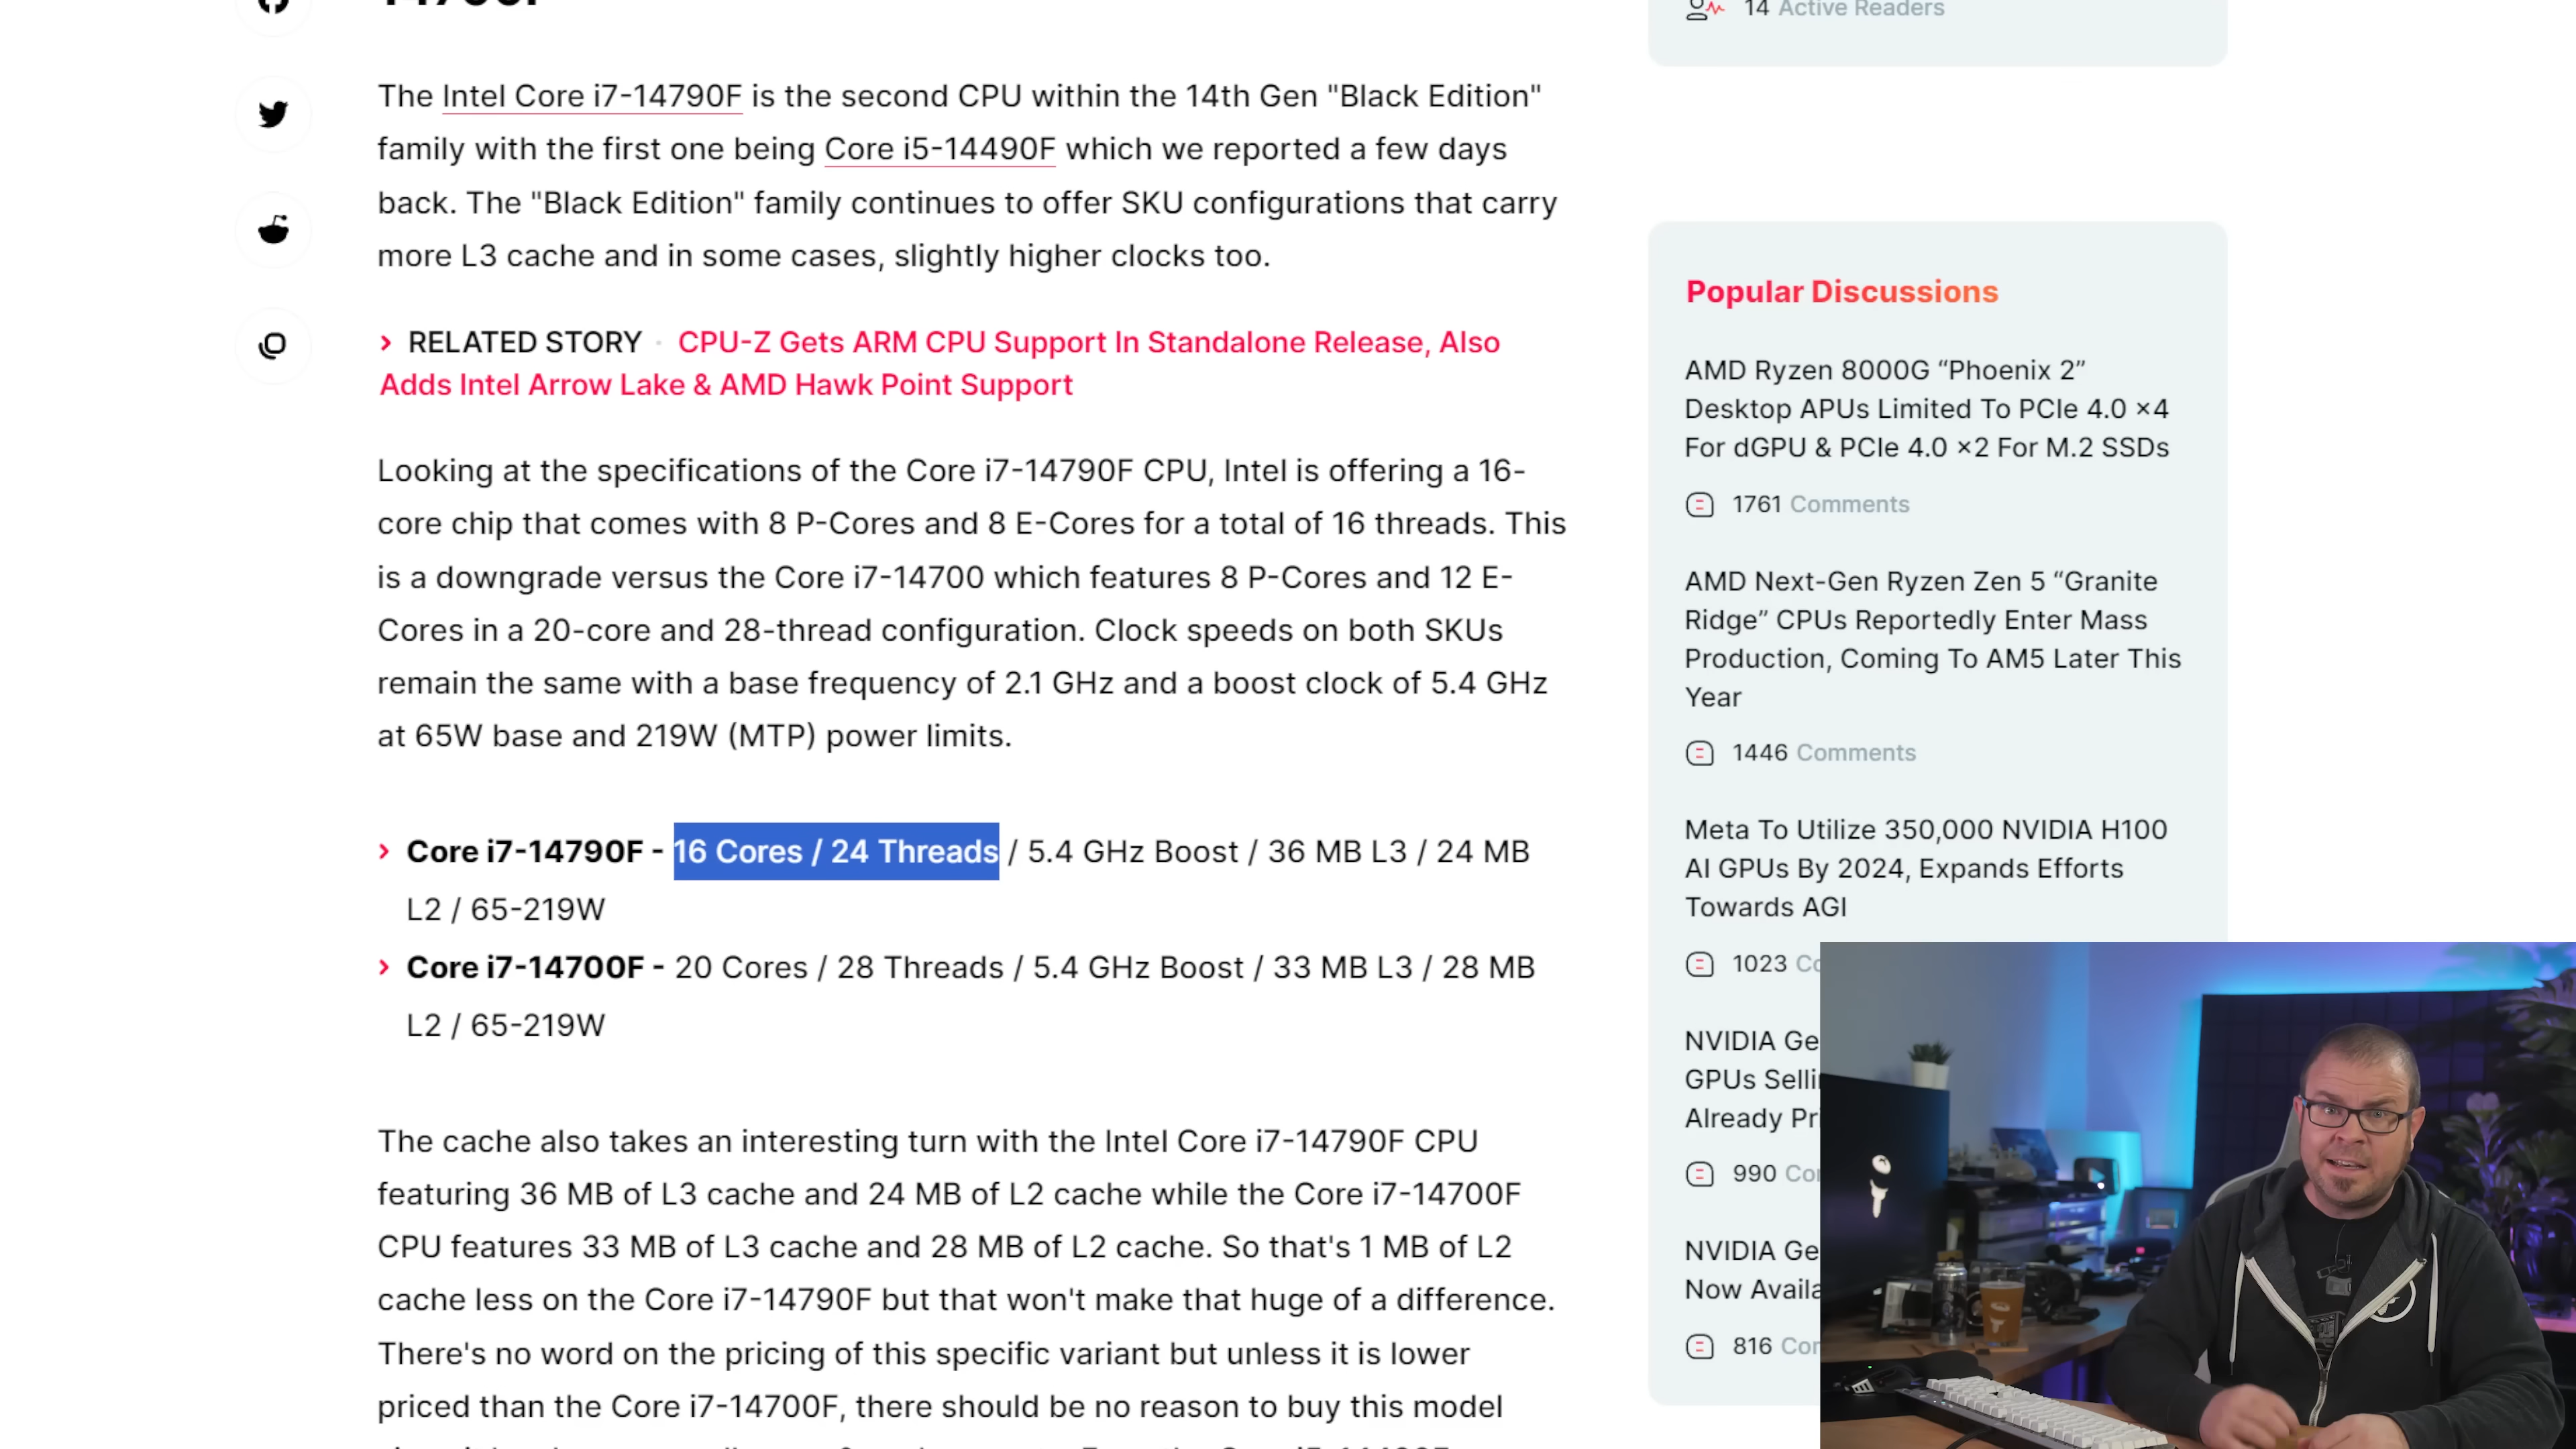 14 Active Readers
The Intel Core i7-14790F is the second CPU within the 14th Gen "Black Edition"
family with the first one being Core i5-14490F which we reported a few days
back. The "Black Edition" family continues to offer SKU configurations that carry
more L3 cache and in some cases, slightly higher clocks too.
RELATED STORY · CPU-Z Gets ARM CPU Support In Standalone Release, Also
Adds Intel Arrow Lake & AMD Hawk Point Support
Looking at the specifications of the Core i7-14790F CPU, Intel is offering a 16-
core chip that comes with 8 P-Cores and 8 E-Cores for a total of 16 threads. This
is a downgrade versus the Core i7-14700 which features 8 P-Cores and 12 E-
Cores in a 20-core and 28-thread configuration. Clock speeds on both SKUs
remain the same with a base frequency of 2.1 GHz and a boost clock of 5.4 GHz
at 65W base and 219W (MTP) power limits.
Core i7-14790F - 16 Cores / 24 Threads / 5.4 GHz Boost / 36 MB L3 / 24 MB
L2 / 65-219W
Core i7-14700F - 20 Cores / 28 Threads / 5.4 GHz Boost / 33 MB L3 / 28 MB
L2 / 65-219W
The cache also takes an interesting turn with the Intel Core i7-14790F CPU
featuring 36 MB of L3 cache and 24 MB of L2 cache while the Core i7-14700F
CPU features 33 MB of L3 cache and 28 MB of L2 cache. So that's 1 MB of L2
cache less on the Core i7-14790F but that won't make that huge of a difference.
There's no word on the pricing of this specific variant but unless it is lower
priced than the Core i7-14700F, there should be no reason to buy this model
Popular Discussions
AMD Ryzen 8000G “Phoenix 2”
Desktop APUs Limited To PCIe 4.0 ×4
For dGPU & PCIe 4.0 ×2 For M.2 SSDs
1761 Comments
AMD Next-Gen Ryzen Zen 5 “Granite
Ridge” CPUs Reportedly Enter Mass
Production, Coming To AM5 Later This
Year
1446 Comments
Meta To Utilize 350,000 NVIDIA H100
AI GPUs By 2024, Expands Efforts
Towards AGI
1023 Co
NVIDIA Ge
GPUs Selli
Already Pr
990 Co
NVIDIA Ge
Now Availa
816 Co